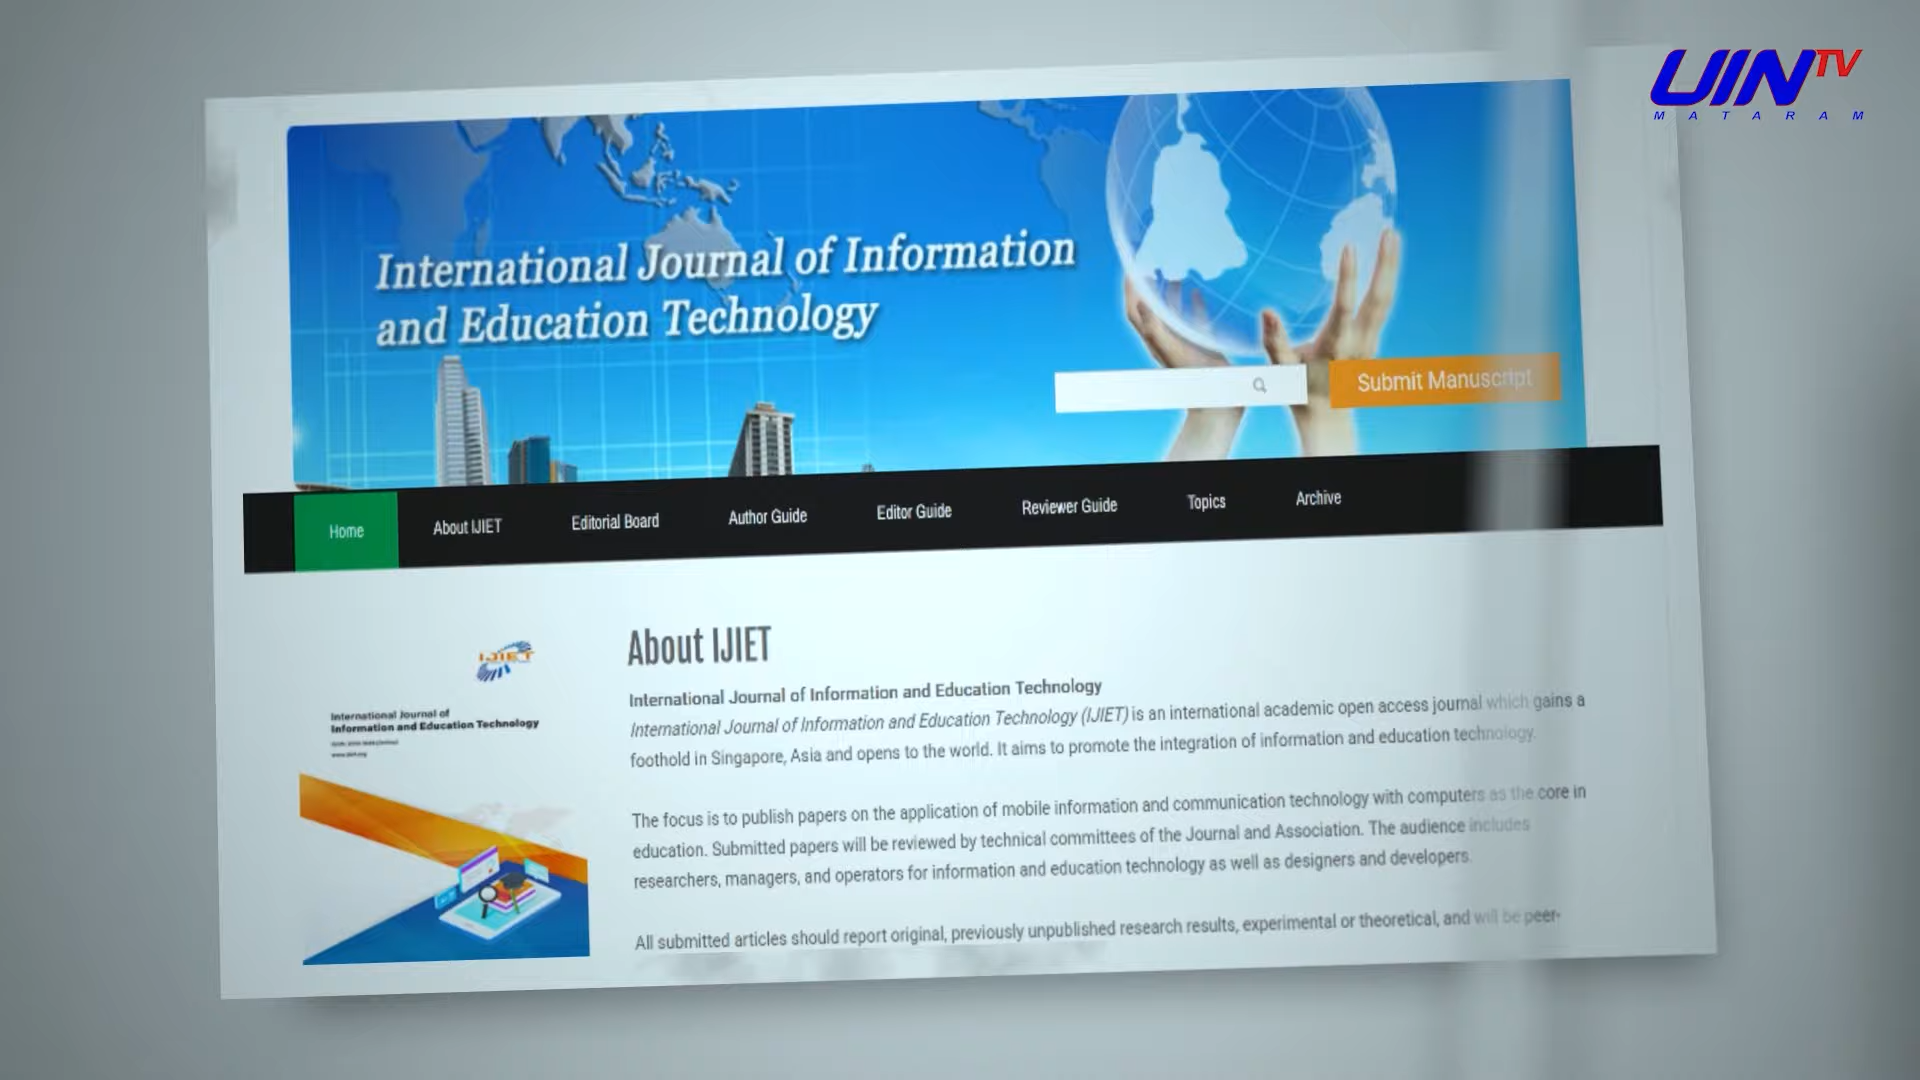 UIN TV
MATARAM
International Journal of Information
and Education Technology
Submit Manuscript
Home
About IJIET
Editorial Board
Author Guide
Editor Guide
Reviewer Guide
Topics
Archive
IJIET
International Journal of
Information and Education Technology
About IJIET
International Journal of Information and Education Technology
International Journal of Information and Education Technology (IJIET) is an international academic open access journal which gains a
foothold in Singapore, Asia and opens to the world. It aims to promote the integration of information and education technology.
The focus is to publish papers on the application of mobile information and communication technology with computers as the core in
education. Submitted papers will be reviewed by technical committees of the Journal and Association. The audience includes
researchers, managers, and operators for information and education technology as well as designers and developers.
All submitted articles should report original, previously unpublished research results, experimental or theoretical, and will be peer-